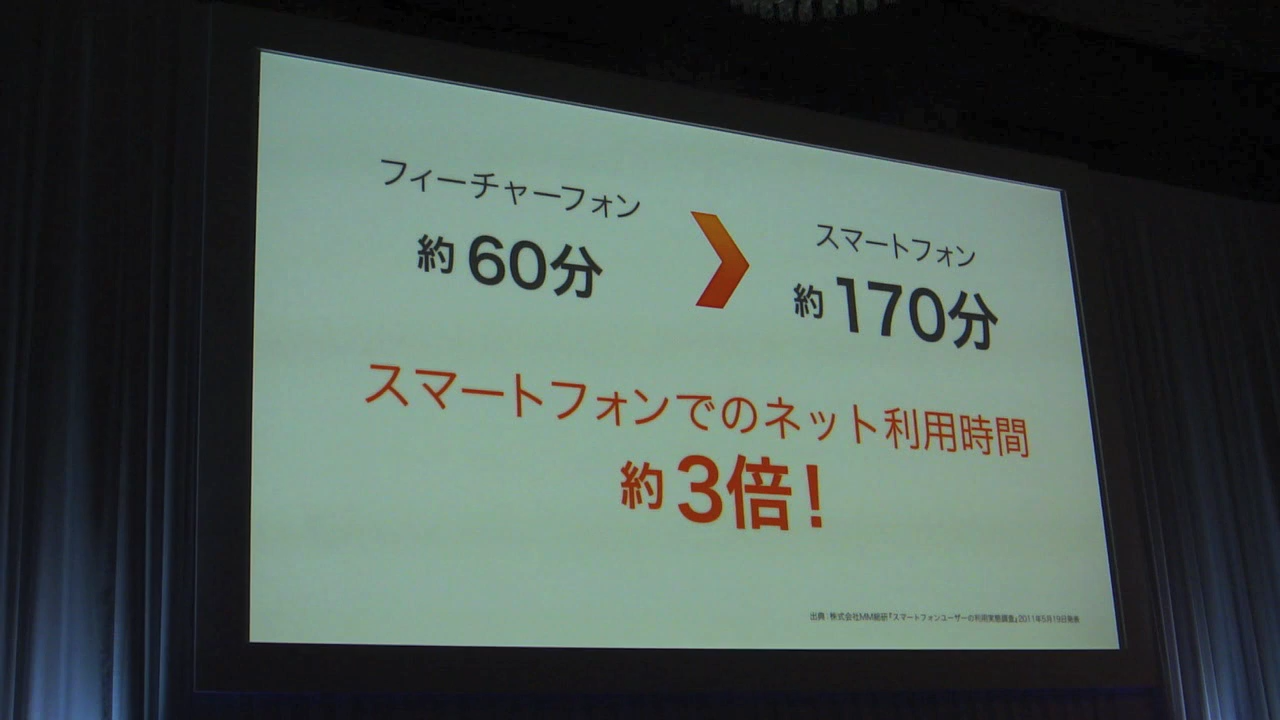 フィーチャーフォン
約60分
スマートフォン
約170分
スマートフォンでのネット利用時間
約3倍!
出典:株式会社MM総研『スマートフォンユーザーの利用実態調査』2011年5月19日発表